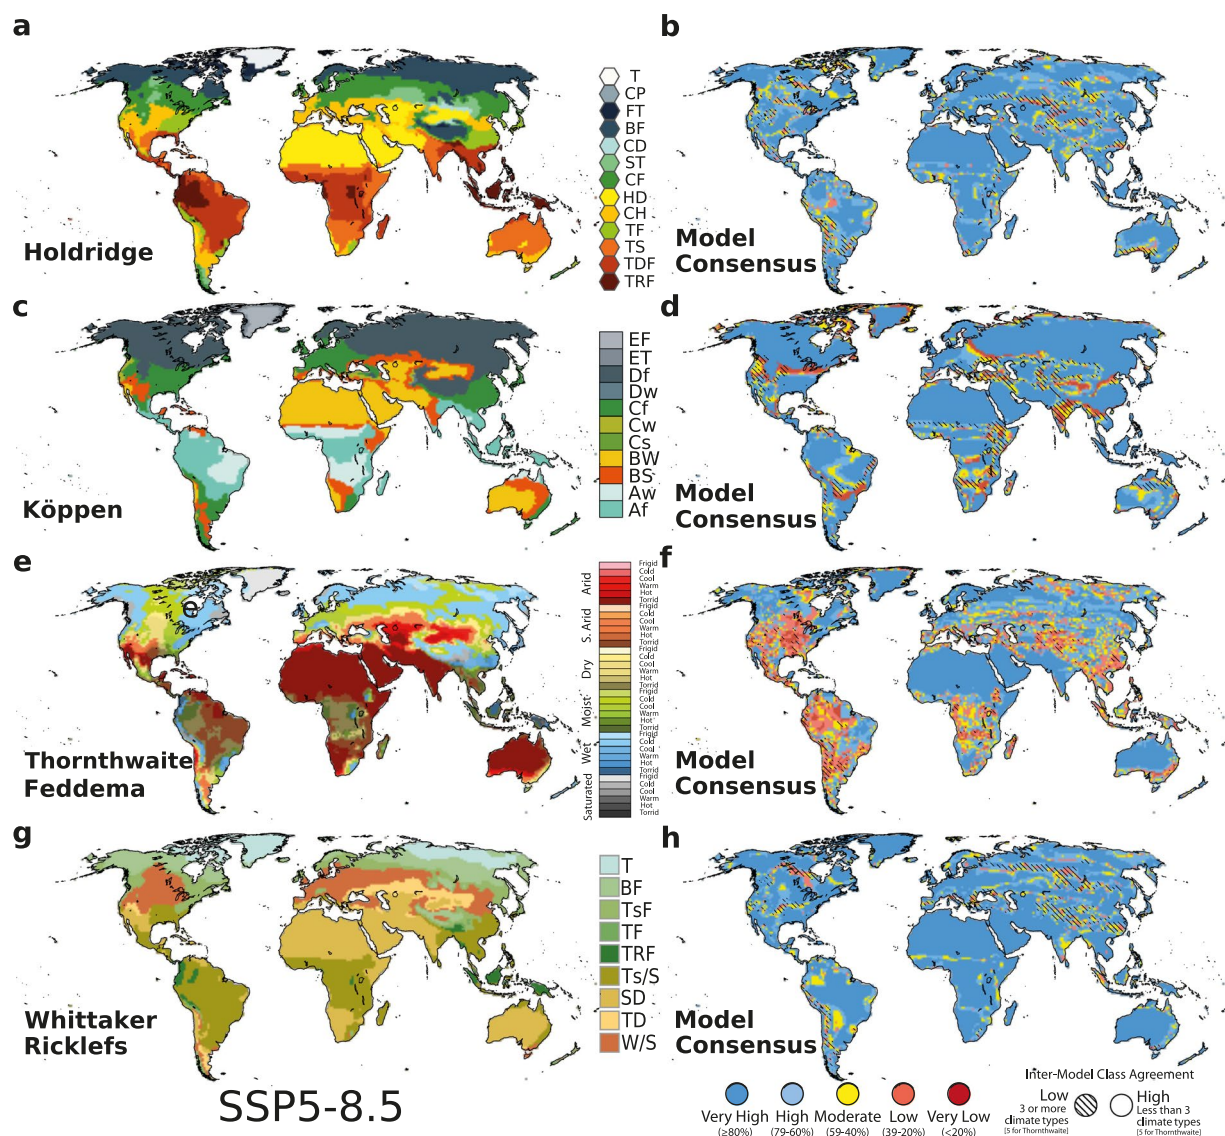 a
b
T
CP
FT
BF
CD
ST
CF
HD
CH
TF
TS
TDF
TRF
Holdridge
Model
Consensus
c
d
EF
ET
Df
Dw
Cf
Cw
Cs
BW
BS
Aw
Af
Köppen
Model
Consensus
e
f
e
Arid
Frigid
Cold
Cool
Warm
Hot
Torrid
S. Arid
Frigid
Cold
Cool
Warm
Hot
Torrid
Dry
Frigid
Cold
Cool
Warm
Hot
Torrid
Moist
Frigid
Cold
Cool
Warm
Hot
Torrid
Wet
Frigid
Cold
Cool
Warm
Hot
Torrid
Saturated
Frigid
Cold
Cool
Warm
Hot
Torrid
Thornthwaite
Feddema
Model
Consensus
g
h
T
BF
TsF
TF
TRF
Ts/S
SD
TD
W/S
Whittaker
Ricklefs
Model
Consensus
SSP5-8.5
Very High
(≥80%)
High
(79-60%)
Moderate
(59-40%)
Low
(39-20%)
Very Low
(<20%)
Inter-Model Class Agreement
Low
3 or more
climate types
[5 for Thornthwaite]
High
Less than 3
climate types
[5 for Thornthwaite]